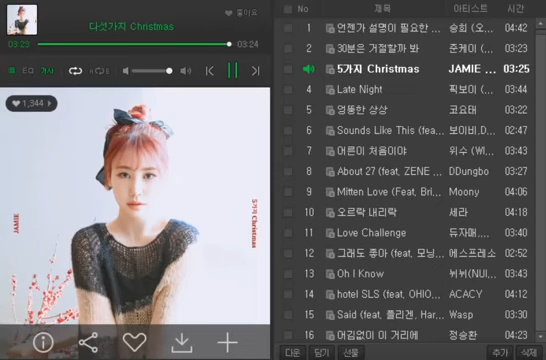 좋아요
다섯가지 Christmas
03:23
03:24
EQ 가사
A B
1,344
JAMIE
5가지 Christmas
No 제목 아티스트 시간
1 언젠가 설명이 필요한 ... 승희 (오... 04:42
2 30분은 거절할까 봐 준케이 (... 03:23
5가지 Christmas JAMIE ... 03:25
4 Late Night 픽보이 (... 03:44
5 엉뚱한 상상 코요태 03:22
6 Sounds Like This (fea... 보이비,D... 02:47
7 어른이 처음이야 위수 (WI... 03:43
8 About 27 (feat, ZENE ... DDungbo 03:27
9 Mitten Love (Feat, Bri... Moony 04:06
10 오르락 내리락 세라 04:18
11 Love Challenge 듀자매,... 03:40
12 그래도 좋아 (feat, 모닝... 에스프레소 02:52
13 Oh I Know 뉘뉘(NUI... 03:43
14 hotel SLS (feat, OHIO... ACACY 04:12
15 Said (feat, 플리겐, Har... Wasp 03:30
16 어김없이 이 거리에 정승환 04:23
다운 담기 선물 추가 삭제